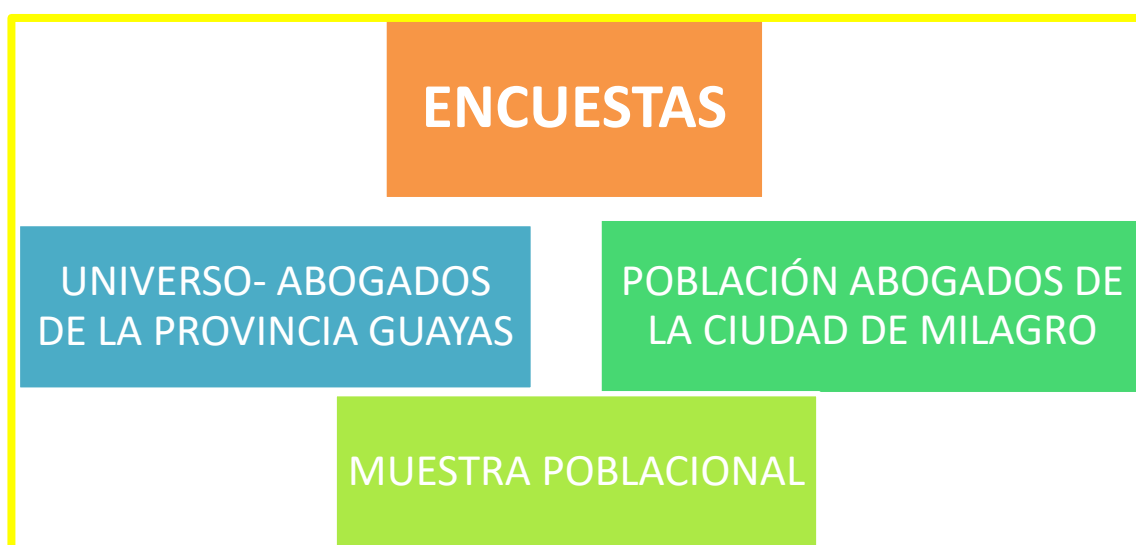 ENCUESTAS
UNIVERSO- ABOGADOS
DE LA PROVINCIA GUAYAS
POBLACIÓN ABOGADOS DE
LA CIUDAD DE MILAGRO
MUESTRA POBLACIONAL